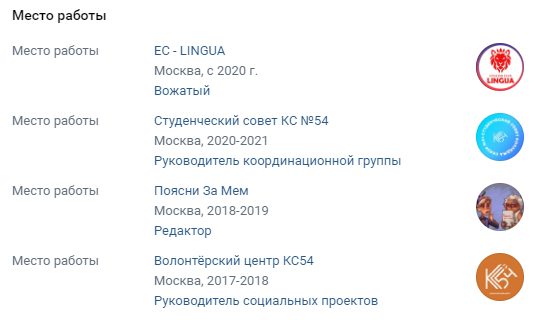 Место работы
Место работы
EC - LINGUA
Москва, с 2020 г.
Вожатый
LINGUA
Место работы
Студенческий совет КС №54
Москва, 2020-2021
Руководитель координационной группы
Место работы
Поясни За Мем
Москва, 2018-2019
Редактор
Место работы
Волонтёрский центр КС54
Москва, 2017-2018
Руководитель социальных проектов